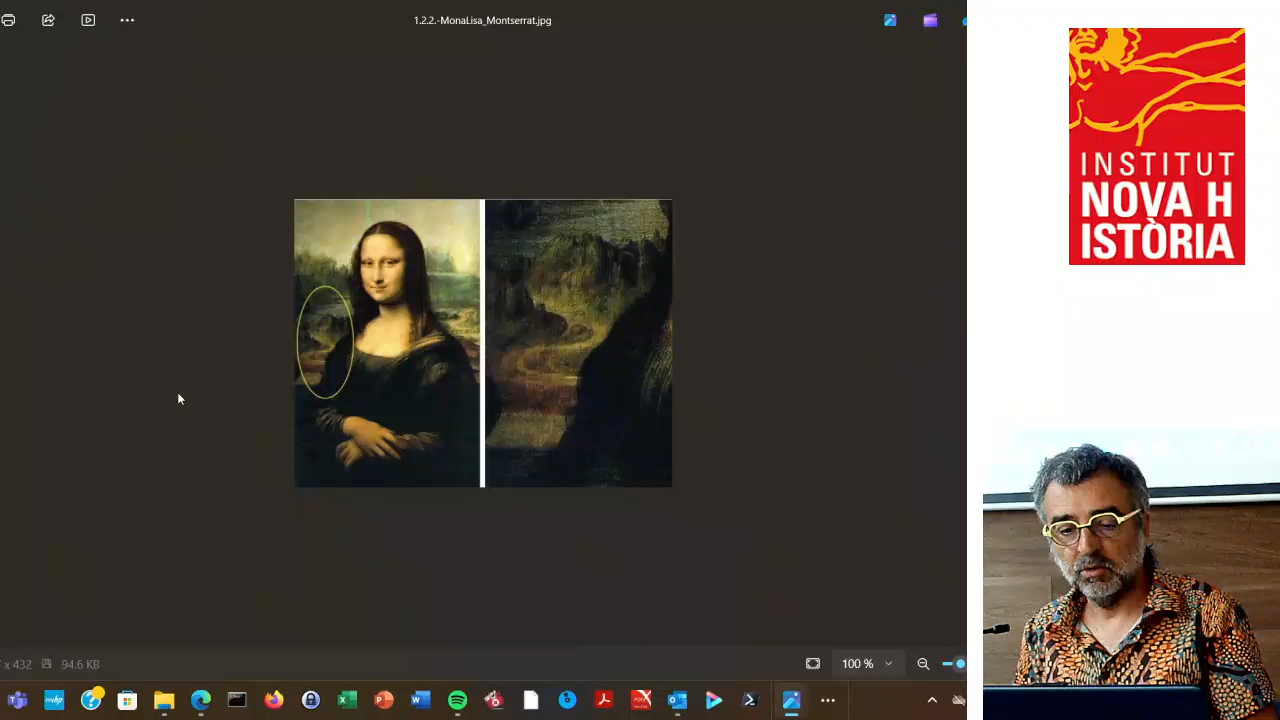 1.2.2.-MonaLisa_Montserrat.jpg
INSTITUT
NOVA H
ISTÒRIA
x 432
94.6 KB
100 %